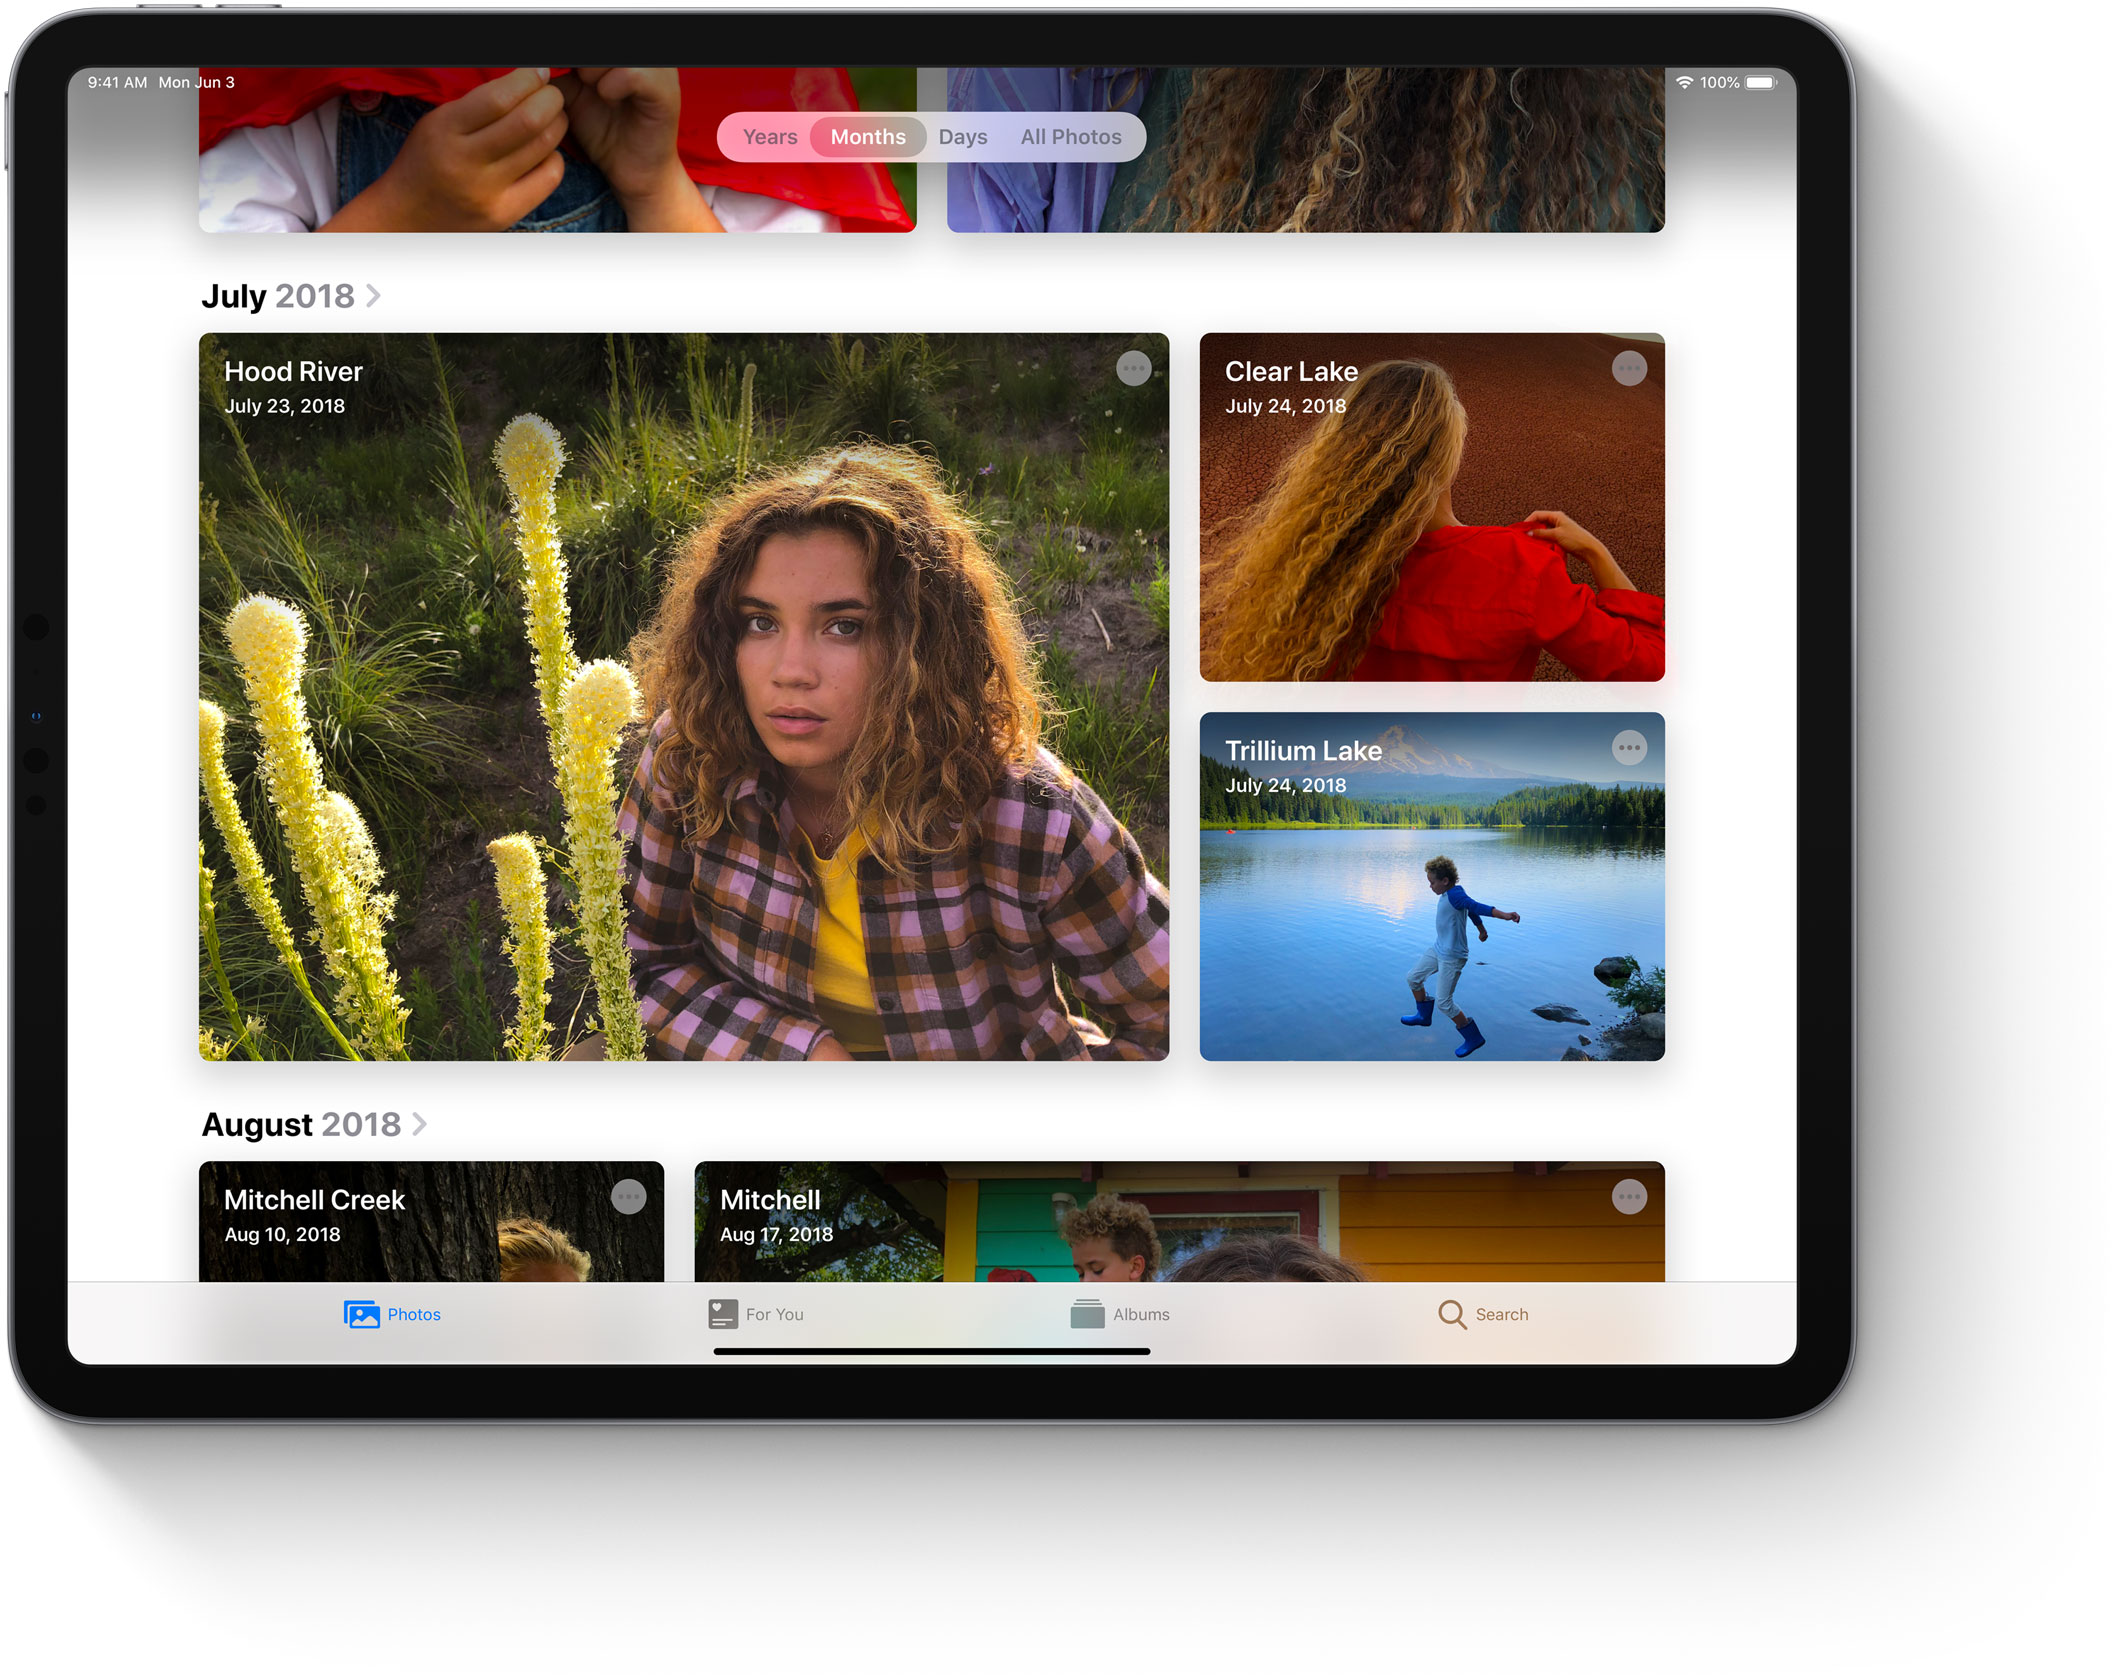 9:41 AM Mon Jun 3
100%
Years Months Days All Photos
July 2018
Hood River
July 23, 2018
Clear Lake
July 24, 2018
Trillium Lake
July 24, 2018
August 2018
Mitchell Creek
Aug 10, 2018
Mitchell
Aug 17, 2018
Photos For You Albums Search